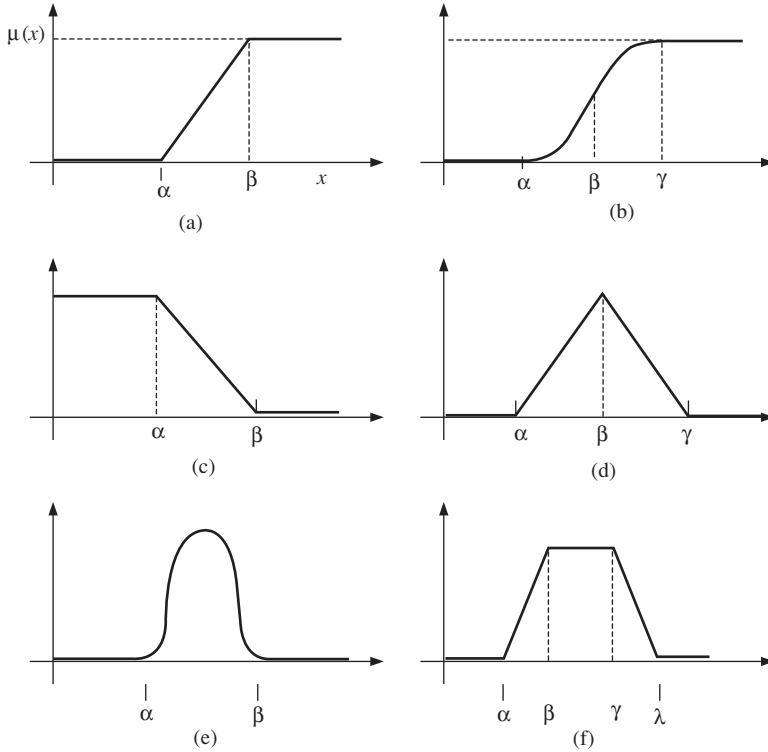 μ(x)
α β x
(a)
α β γ
(b)
α β
(c)
α β γ
(d)
α β
(e)
α β γ λ
(f)